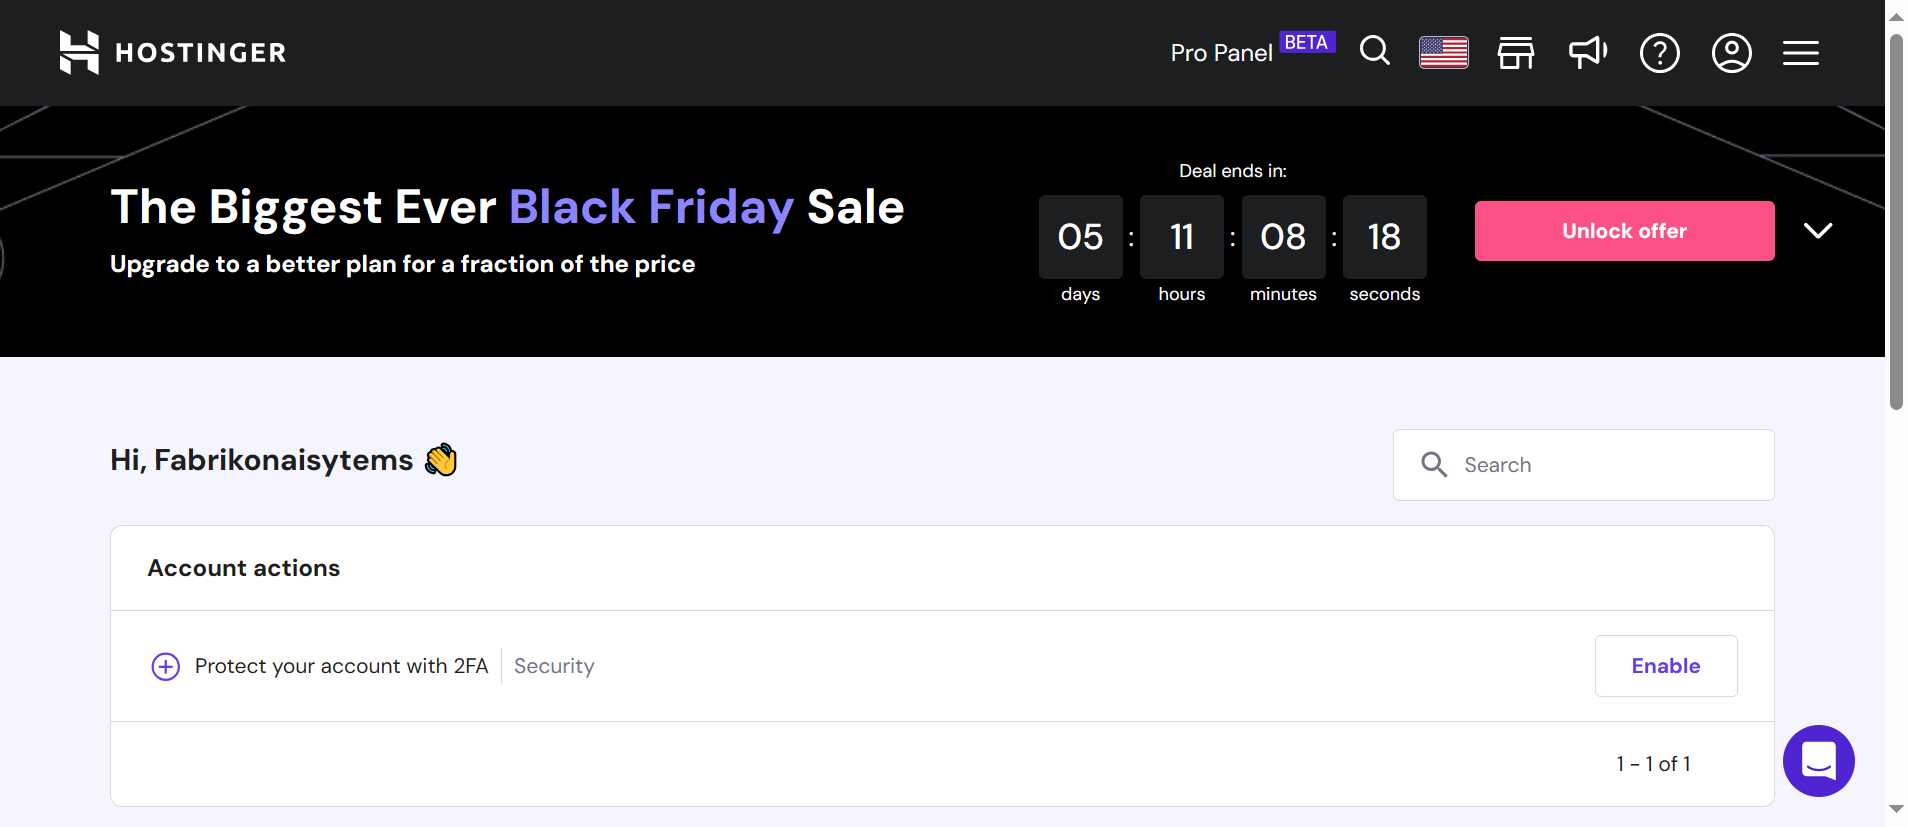 HOSTINGER
Pro Panel BETA
The Biggest Ever Black Friday Sale
Upgrade to a better plan for a fraction of the price
Deal ends in:
05 : 11 : 08 : 18
days hours minutes seconds
Unlock offer
Hi, Fabrikonaisytems 👏
Search
Account actions
Protect your account with 2FA
Security
Enable
1 - 1 of 1